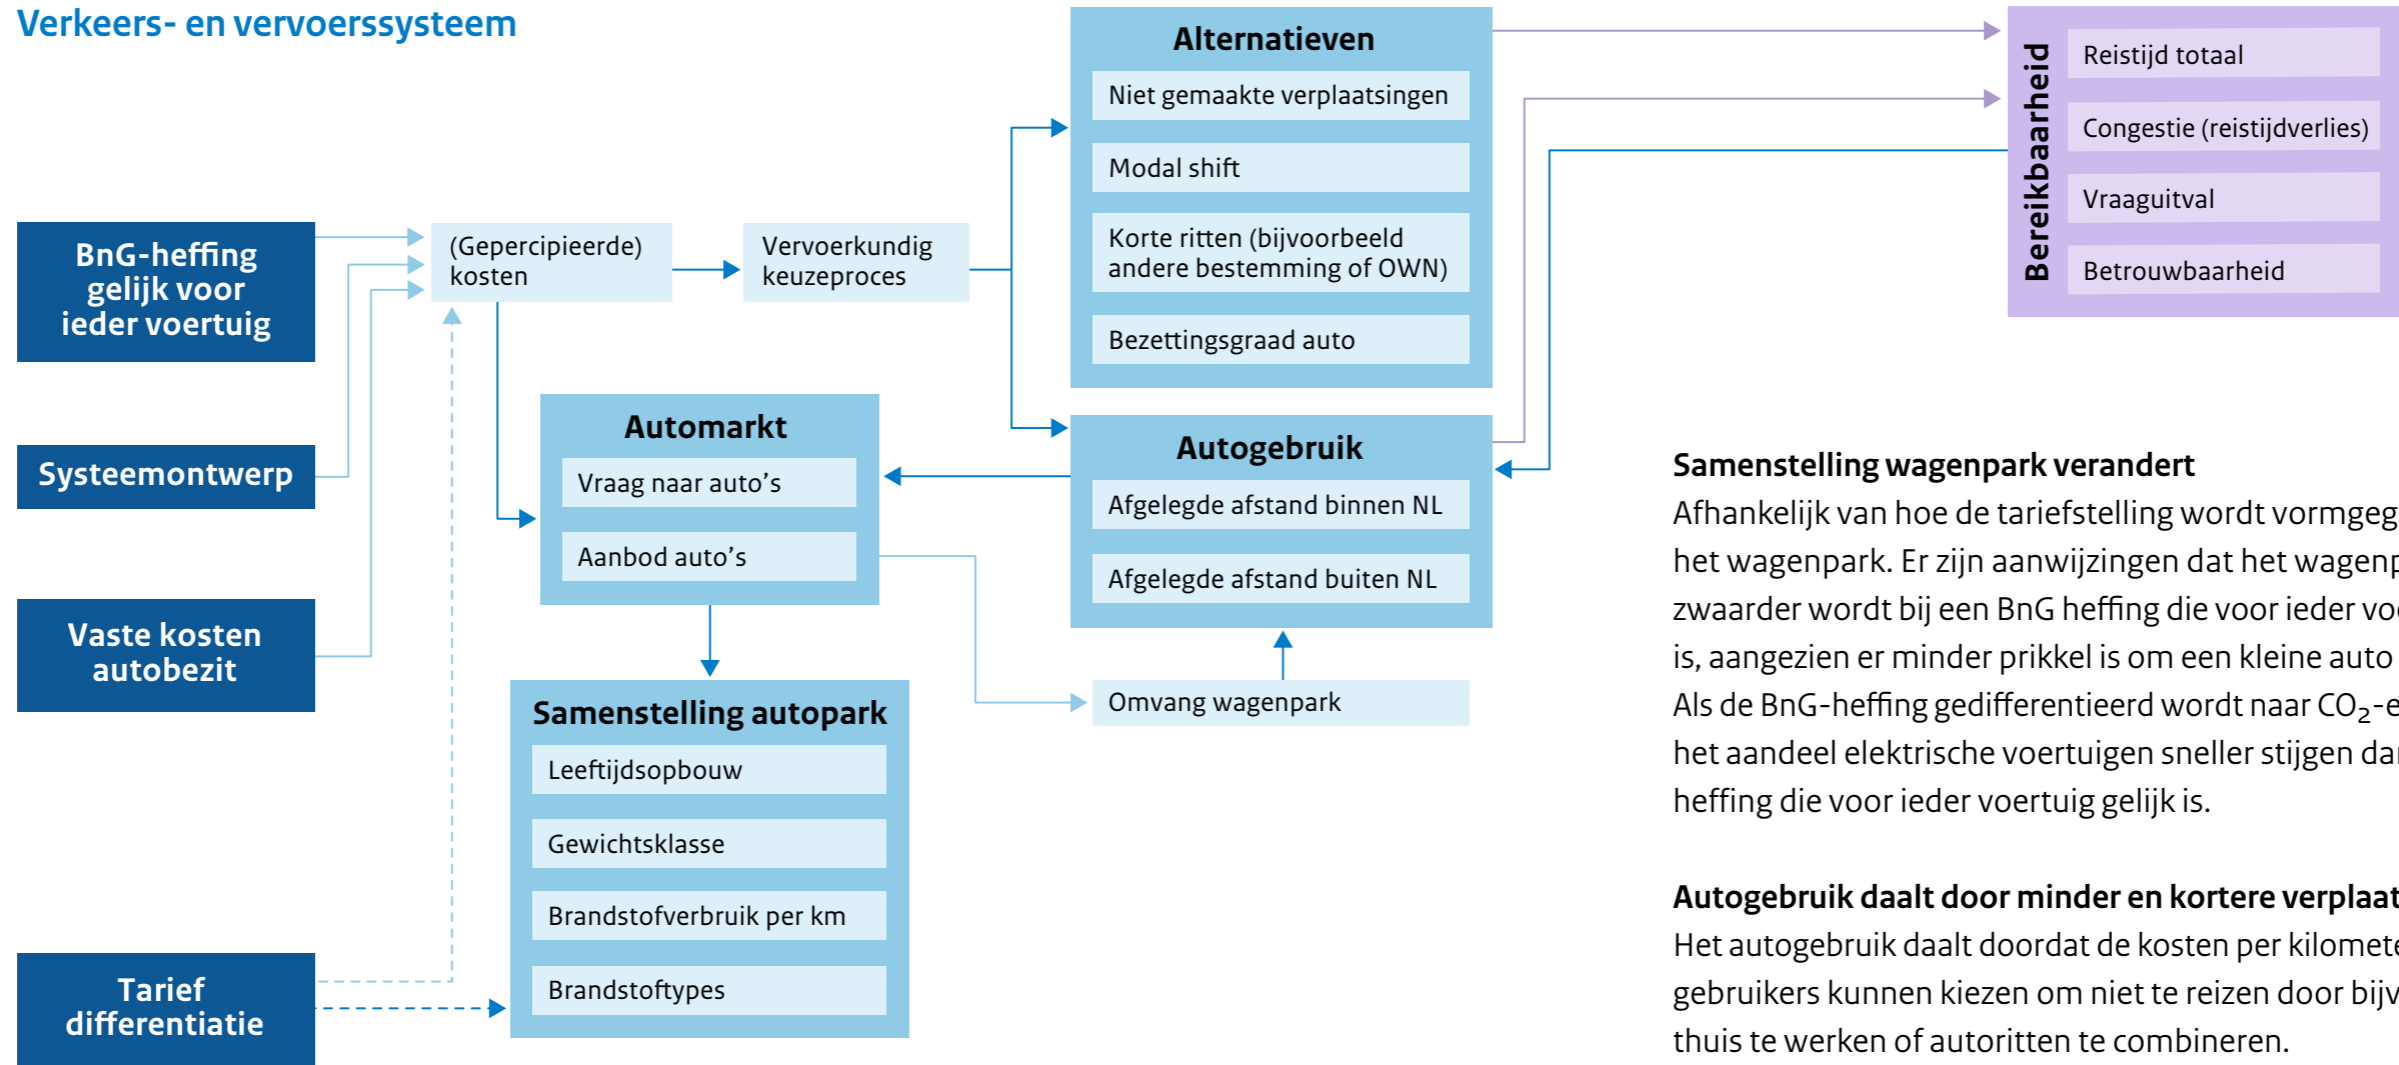 Verkeers- en vervoerssysteem
BnG-heffing
gelijk voor
ieder voertuig
Systeemontwerp
Vaste kosten
autobezit
Tarief
differentiatie
(Gepercipieerde)
kosten
Vervoerkundig
keuzeproces
Automarkt
Vraag naar auto’s
Aanbod auto’s
Samenstelling autopark
Leeftijdsopbouw
Gewichtsklasse
Brandstofverbruik per km
Brandstoftypes
Alternatieven
Niet gemaakte verplaatsingen
Modal shift
Korte ritten (bijvoorbeeld
andere bestemming of OWN)
Bezettingsgraad auto
Autogebruik
Afgelegde afstand binnen NL
Afgelegde afstand buiten NL
Omvang wagenpark
Bereikbaarheid
Reistijd totaal
Congestie (reistijdverlies)
Vraaguitval
Betrouwbaarheid
Samenstelling wagenpark verandert
Afhankelijk van hoe de tariefstelling wordt vormgeg
het wagenpark. Er zijn aanwijzingen dat het wagenp
zwaarder wordt bij een BnG heffing die voor ieder voe
is, aangezien er minder prikkel is om een kleine auto
Als de BnG-heffing gedifferentieerd wordt naar CO₂-e
het aandeel elektrische voertuigen sneller stijgen dan
heffing die voor ieder voertuig gelijk is.
Autogebruik daalt door minder en kortere verplaat
Het autogebruik daalt doordat de kosten per kilomete
gebruikers kunnen kiezen om niet te reizen door bijv
thuis te werken of autoritten te combineren.